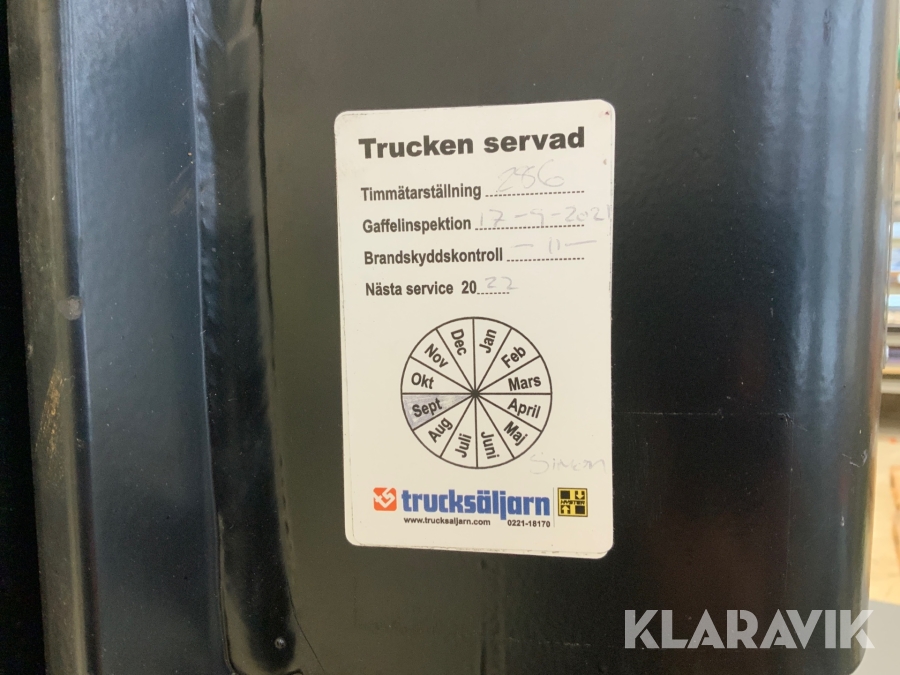 Trucken servad
Timmätarställning 286
Gaffelinspektion 17-9-2021
Brandskyddskontroll -11-
Nästa service 2022
Jan
Feb
Mars
April
Maj
Juni
Juli
Aug
Sept
Okt
Nov
Dec
Simon
trucksäljarn
HYSTER
www.trucksaljarn.com 0221-18170
KLARAVIK